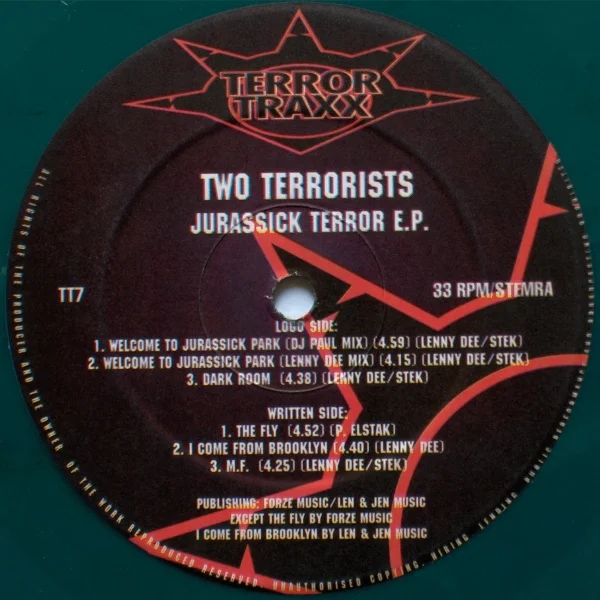 TERROR
TRAXX
TWO TERRORISTS
JURASSICK TERROR E.P.
TT7
33 RPM/STEMRA
LOGO SIDE:
1. WELCOME TO JURASSICK PARK (DJ PAUL MIX) (4.59) (LENNY DEE/STEK)
2. WELCOME TO JURASSICK PARK (LENNY DEE MIX) (4.15) (LENNY DEE/STEK)
3. DARK ROOM (4.38) (LENNY DEE/STEK)
WRITTEN SIDE:
1. THE FLY (4.52) (P. ELSTAK)
2. I COME FROM BROOKLYN (4.40) (LENNY DEE)
3. M.F. (4.25) (LENNY DEE/STEK)
PUBLISHING: FORZE MUSIC/LEN & JEN MUSIC
EXCEPT THE FLY BY FORZE MUSIC
I COME FROM BROOKLYN BY LEN & JEN MUSIC
ALL RIGHTS OF THE PRODUCER AND THE OWNER OF THE WORK REPRODUCED RESERVED. UNAUTHORISED COPYING, HIRING, LENDING, PUBLIC